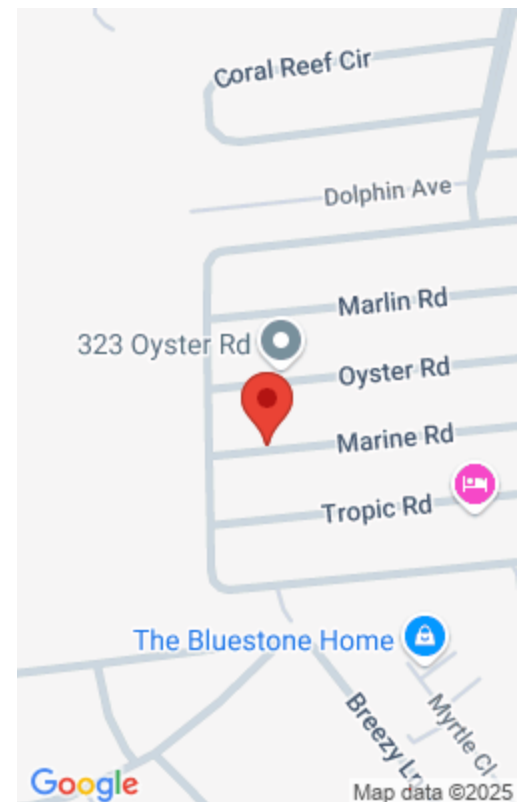 Coral Reef Cir
Dolphin Ave
Marlin Rd
323 Oyster Rd
Oyster Rd
Marine Rd
Tropic Rd
The Bluestone Home
Breezy Ln
Myrtle Cl
Google
Map data ©2025